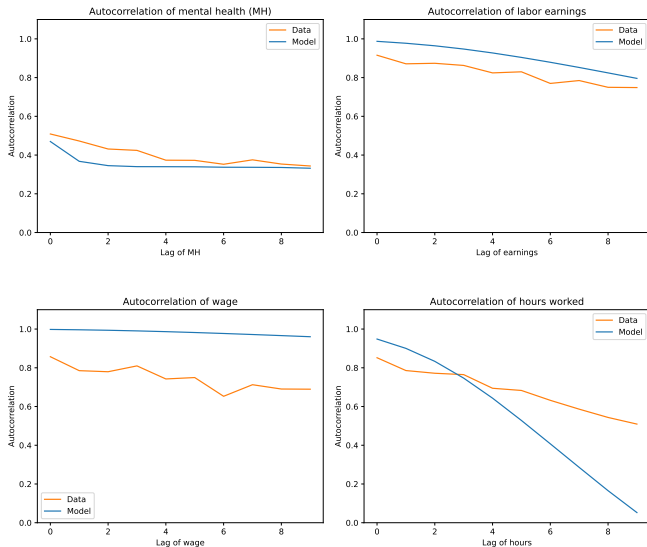 Autocorrelation of mental health (MH)
1.0
0.8
0.6
0.4
0.2
0.0
Autocorrelation
Data
Model
0 2 4 6 8
Lag of MH
Autocorrelation of labor earnings
1.0
0.8
0.6
0.4
0.2
0.0
Autocorrelation
Data
Model
0 2 4 6 8
Lag of earnings
Autocorrelation of wage
1.0
0.8
0.6
0.4
0.2
0.0
Autocorrelation
Data
Model
0 2 4 6 8
Lag of wage
Autocorrelation of hours worked
1.0
0.8
0.6
0.4
0.2
0.0
Autocorrelation
Data
Model
0 2 4 6 8
Lag of hours